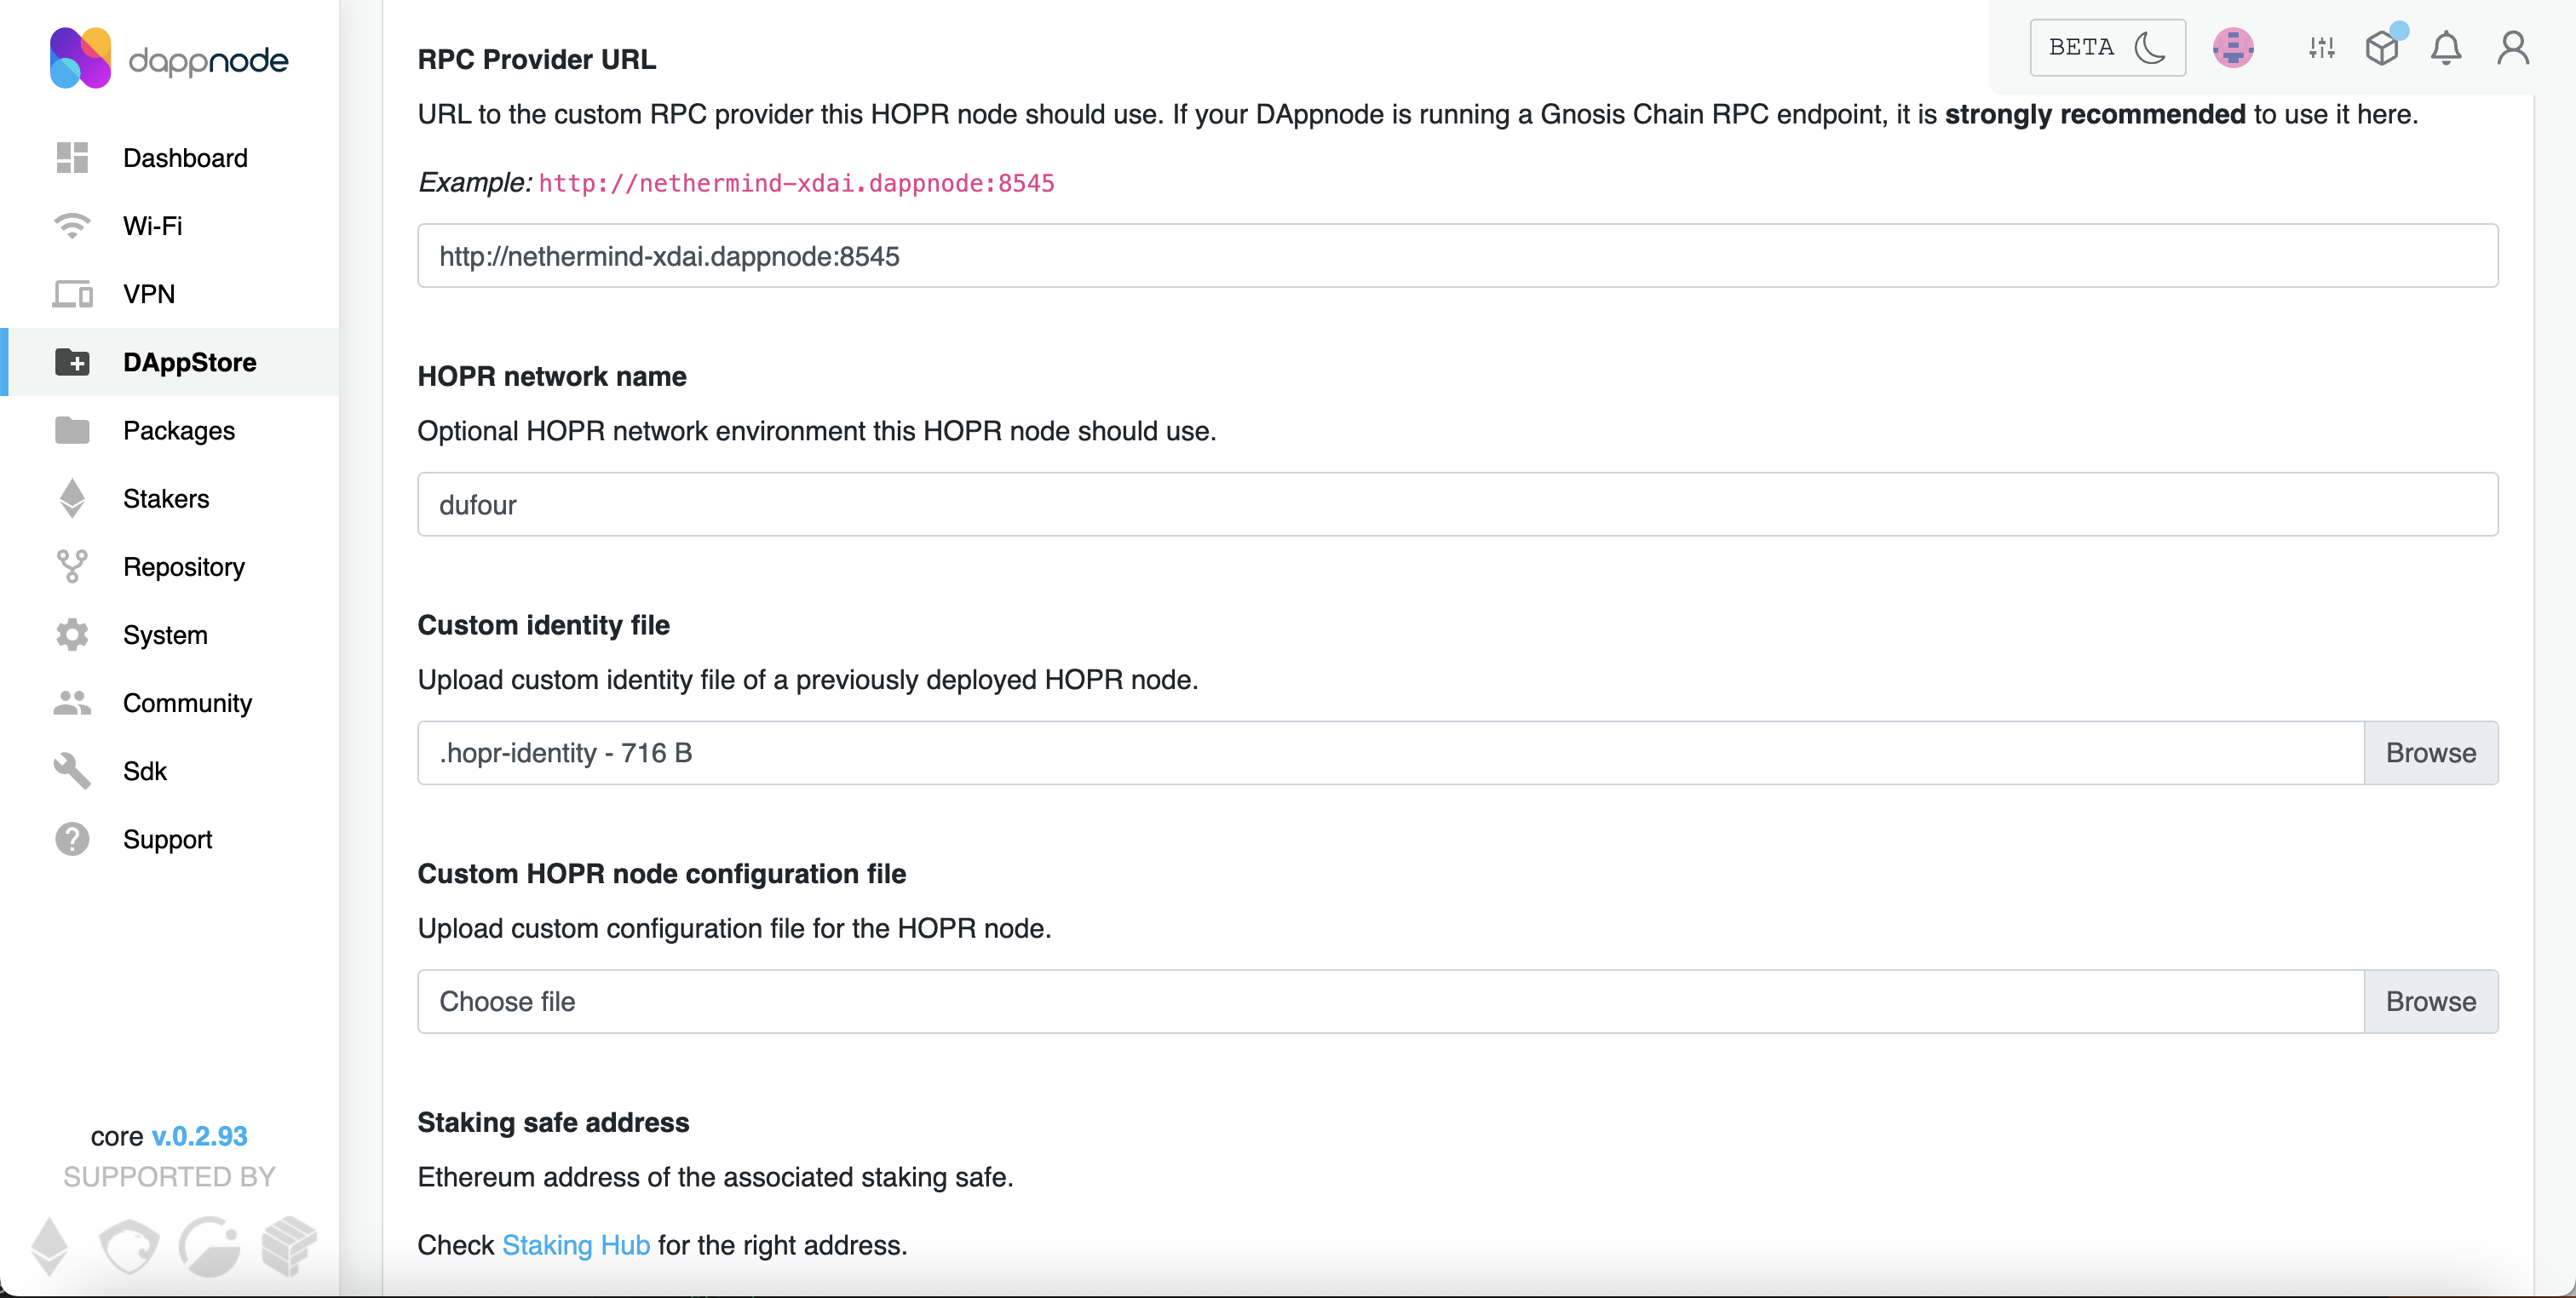 dappnode
Dashboard
Wi-Fi
VPN
DAppStore
Packages
Stakers
Repository
System
Community
Sdk
Support
core v.0.2.93
SUPPORTED BY
BETA
RPC Provider URL
URL to the custom RPC provider this HOPR node should use. If your DAppnode is running a Gnosis Chain RPC endpoint, it is strongly recommended to use it here.
Example: http://nethermind-xdai.dappnode:8545
http://nethermind-xdai.dappnode:8545
HOPR network name
Optional HOPR network environment this HOPR node should use.
dufour
Custom identity file
Upload custom identity file of a previously deployed HOPR node.
.hopr-identity - 716 B
Browse
Custom HOPR node configuration file
Upload custom configuration file for the HOPR node.
Choose file
Browse
Staking safe address
Ethereum address of the associated staking safe.
Check Staking Hub for the right address.